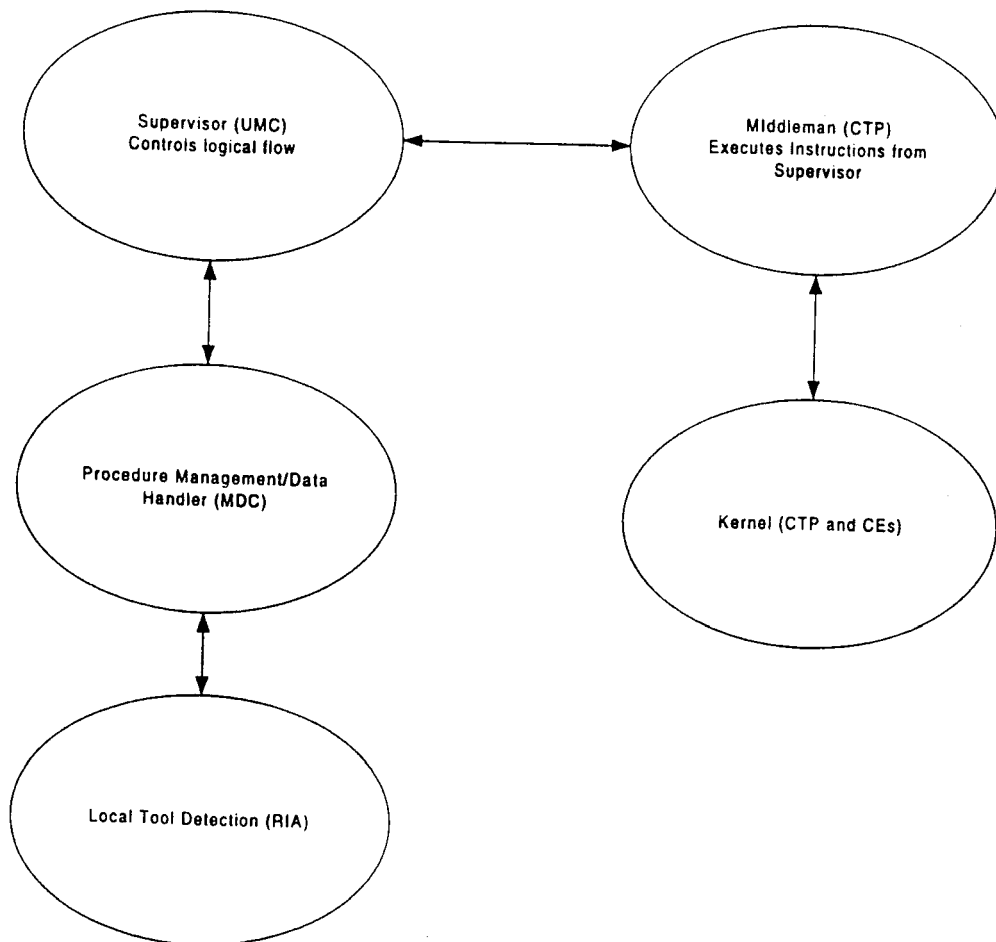 Supervisor (UMC)
Controls logical flow
MIddleman (CTP)
Executes Instructions from
Supervisor
Procedure Management/Data
Handler (MDC)
Kernel (CTP and CEs)
Local Tool Detection (RIA)